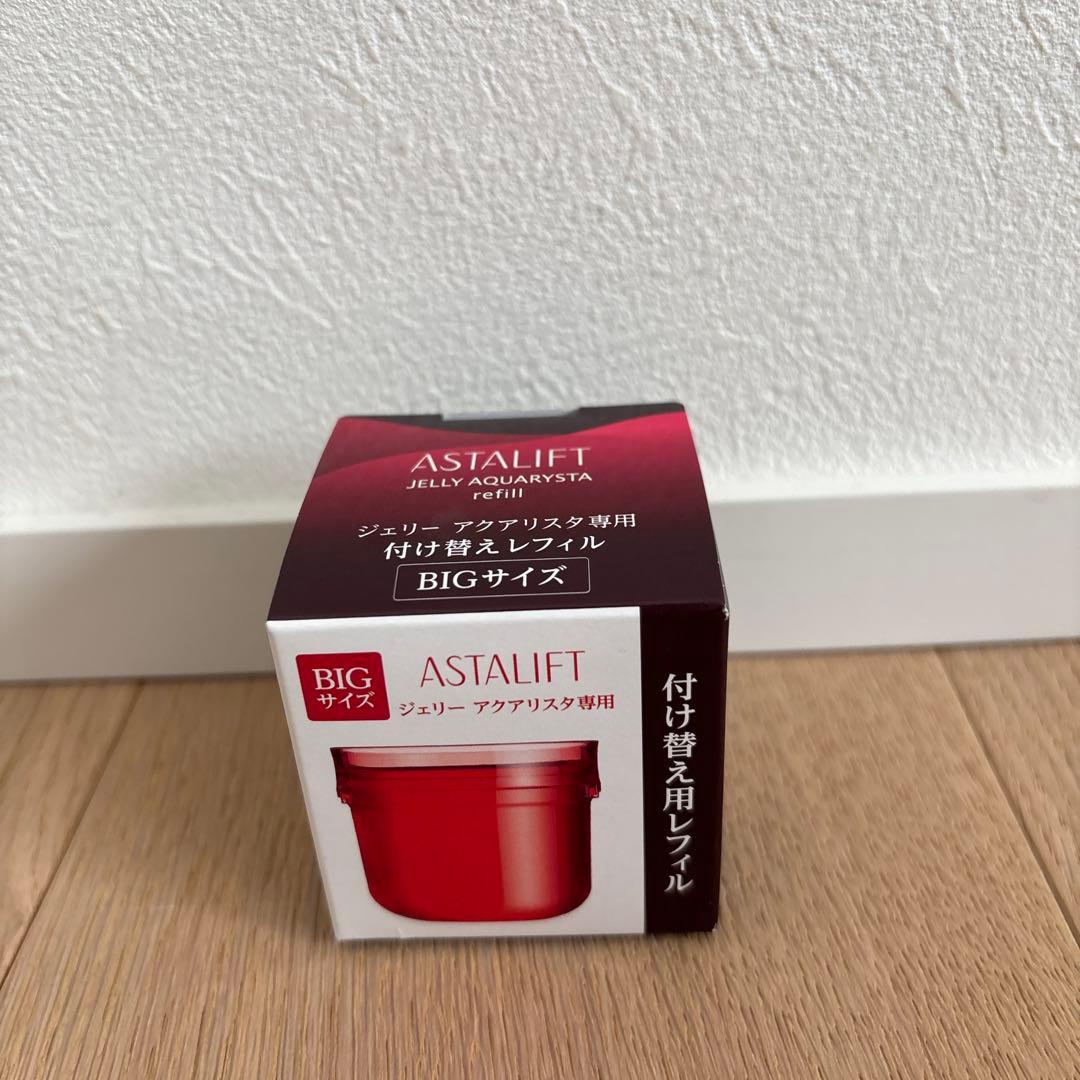 ASTALIFT
JELLY AQUARYSTA
refill
ジェリー アクアリスタ専用
付け替えレフィル
BIGサイズ
BIG
サイズ
ASTALIFT
ジェリー アクアリスタ専用
付け替え用レフィル